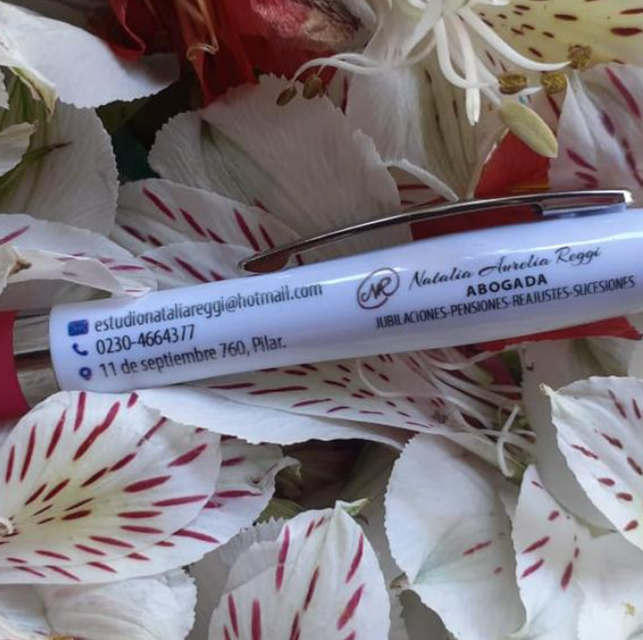 estudionataliareggi@hotmail.com
0230-4664377
11 de septiembre 760, Pilar.
NR
Natalia Aurelia Reggi
ABOGADA
JUBILACIONES-PENSIONES-REAJUSTES-SUCESIONES